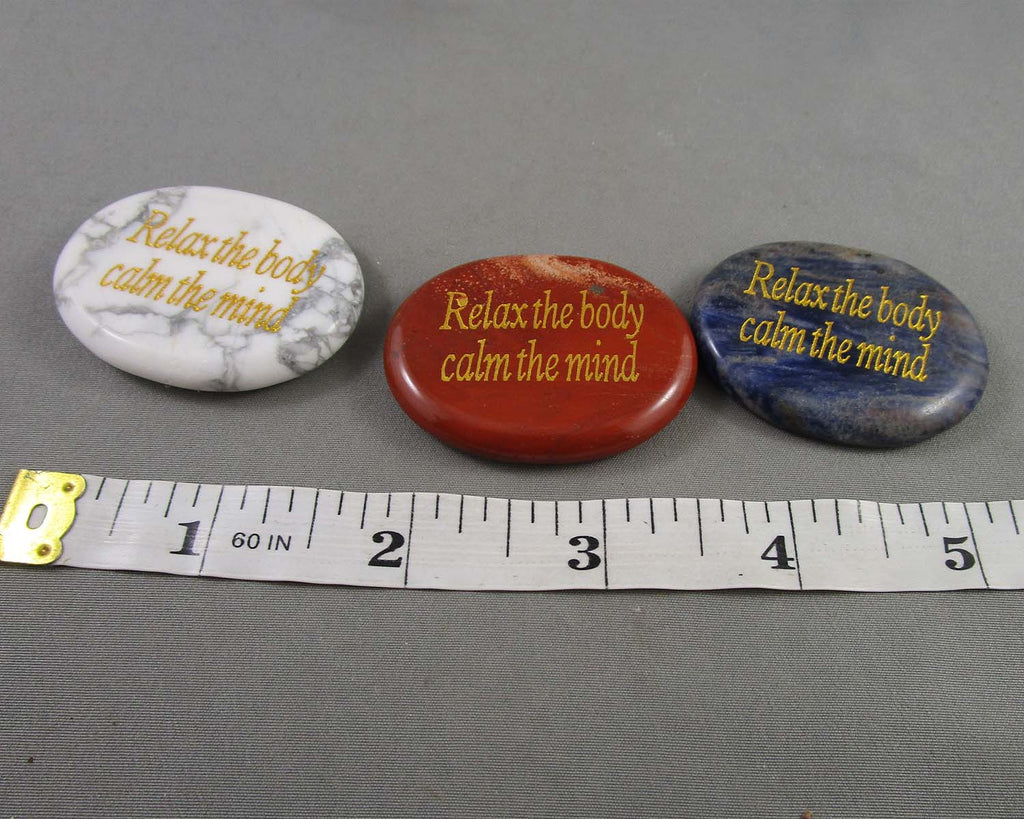 Relax the body
calm the mind
Relax the body
calm the mind
Relax the body
calm the mind
1 60 IN 2 3 4 5